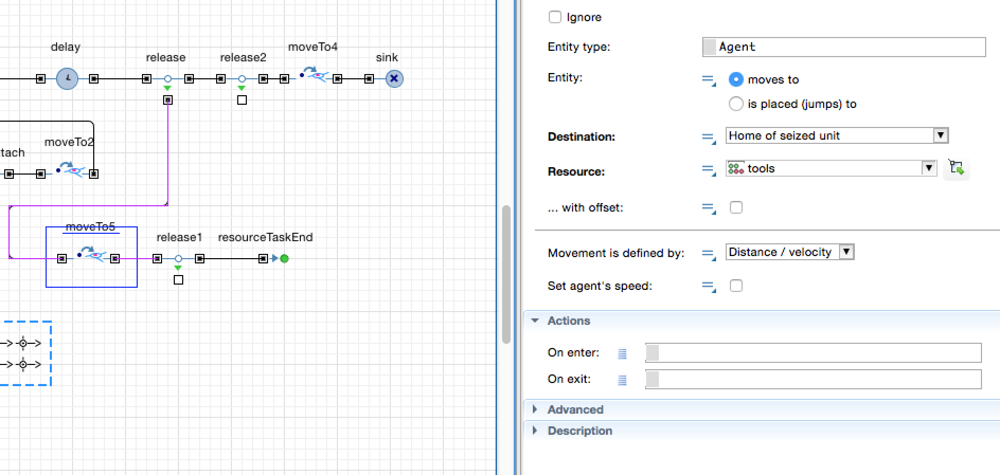 delay
release
release2
moveTo4
sink
moveTo2
tach
moveTo5
release1
resourceTaskEnd
Ignore
Entity type:
Agent
Entity:
moves to
is placed (jumps) to
Destination:
Home of seized unit
Resource:
tools
... with offset:
Movement is defined by:
Distance / velocity
Set agent's speed:
Actions
On enter:
On exit:
Advanced
Description